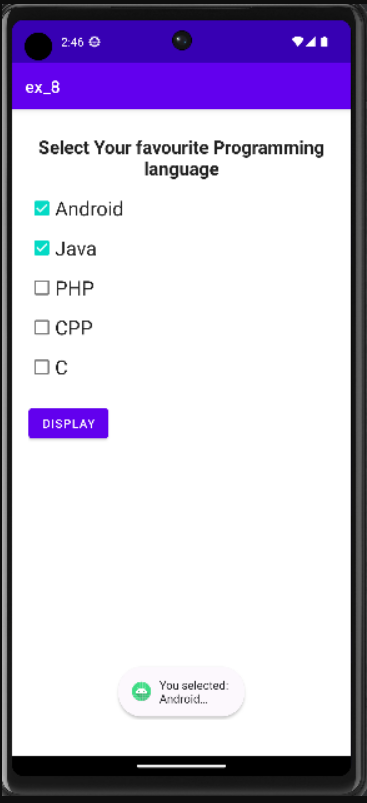 2:46
ex_8
Select Your favourite Programming
language
Android
Java
PHP
CPP
C
DISPLAY
You selected:
Android...